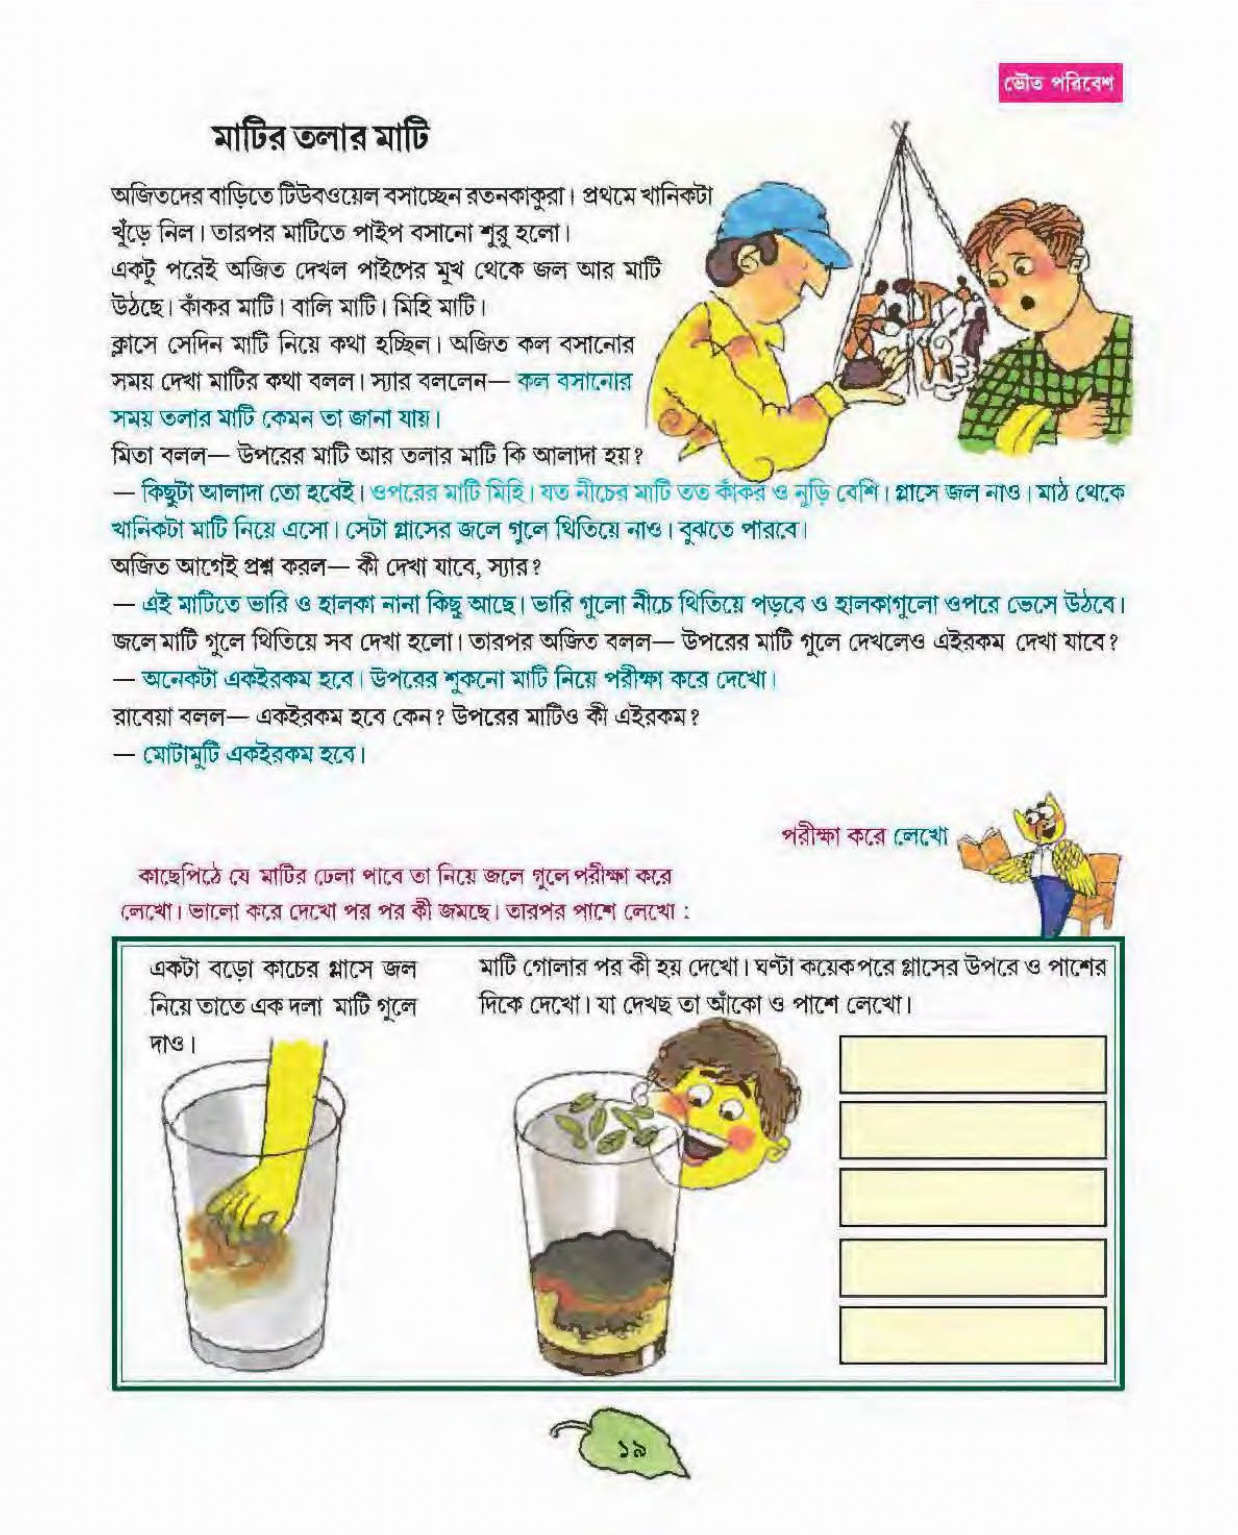 ভৌত পরিবেশ
মাটির তলার মাটি
অজিতদের বাড়িতে টিউবওয়েল বসাচ্ছেন রতনকাকুরা। প্রথমে খানিকটা
খুঁড়ে নিল। তারপর মাটিতে পাইপ বসানো শুরু হলো।
একটু পরেই অজিত দেখল পাইপের মুখ থেকে জল আর মাটি
উঠছে। কাঁকর মাটি। বালি মাটি। মিহি মাটি।
ক্লাসে সেদিন মাটি নিয়ে কথা হচ্ছিল। অজিত কল বসানোর
সময় দেখা মাটির কথা বলল। স্যার বললেন— কল বসানোর
সময় তলার মাটি কেমন তা জানা যায়।
মিতা বলল— উপরের মাটি আর তলার মাটি কি আলাদা হয়?
— কিছুটা আলাদা তো হবেই। ওপরের মাটি মিহি। যত নীচের মাটি তত কাঁকর ও নুড়ি বেশি। গ্লাসে জল নাও। মাঠ থেকে
খানিকটা মাটি নিয়ে এসো। সেটা গ্লাসের জলে গুলে থিতিয়ে নাও। বুঝতে পারবে।
অজিত আগেই প্রশ্ন করল— কী দেখা যাবে, স্যার?
— এই মাটিতে ভারি ও হালকা নানা কিছু আছে। ভারি গুলো নীচে থিতিয়ে পড়বে ও হালকাগুলো ওপরে ভেসে উঠবে।
জলে মাটি গুলে থিতিয়ে সব দেখা হলো। তারপর অজিত বলল— উপরের মাটি গুলে দেখলেও এইরকম দেখা যাবে?
— অনেকটা একইরকম হবে। উপরের শুকনো মাটি নিয়ে পরীক্ষা করে দেখো।
রাবেয়া বলল— একইরকম হবে কেন? উপরের মাটিও কী এইরকম?
— মোটামুটি একইরকম হবে।
পরীক্ষা করে লেখো
কাছেপিঠে যে মাটির ঢেলা পাবে তা নিয়ে জলে গুলে পরীক্ষা করে
লেখো। ভালো করে দেখো পর পর কী জমছে। তারপর পাশে লেখো :
একটা বড়ো কাচের গ্লাসে জল
নিয়ে তাতে এক দলা মাটি গুলে
দাও।
মাটি গোলার পর কী হয় দেখো। ঘণ্টা কয়েক পরে গ্লাসের উপরে ও পাশের
দিকে দেখো। যা দেখছ তা আঁকো ও পাশে লেখো।
১৯